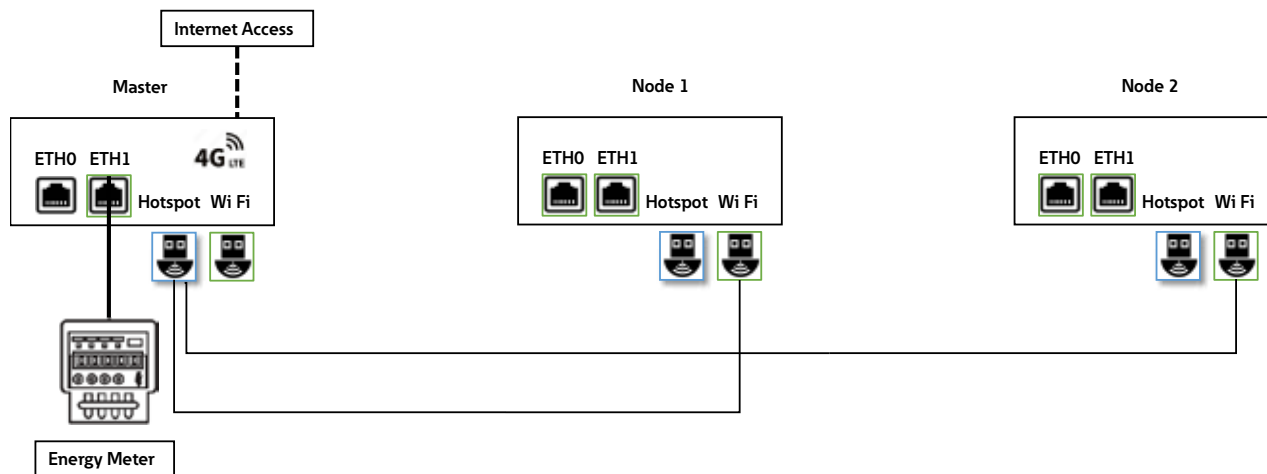 Internet Access
Master
Node 1
Node 2
ETH0 ETH1
4G LTE
Hotspot Wi Fi
ETH0 ETH1
Hotspot Wi Fi
ETH0 ETH1
Hotspot Wi Fi
Energy Meter